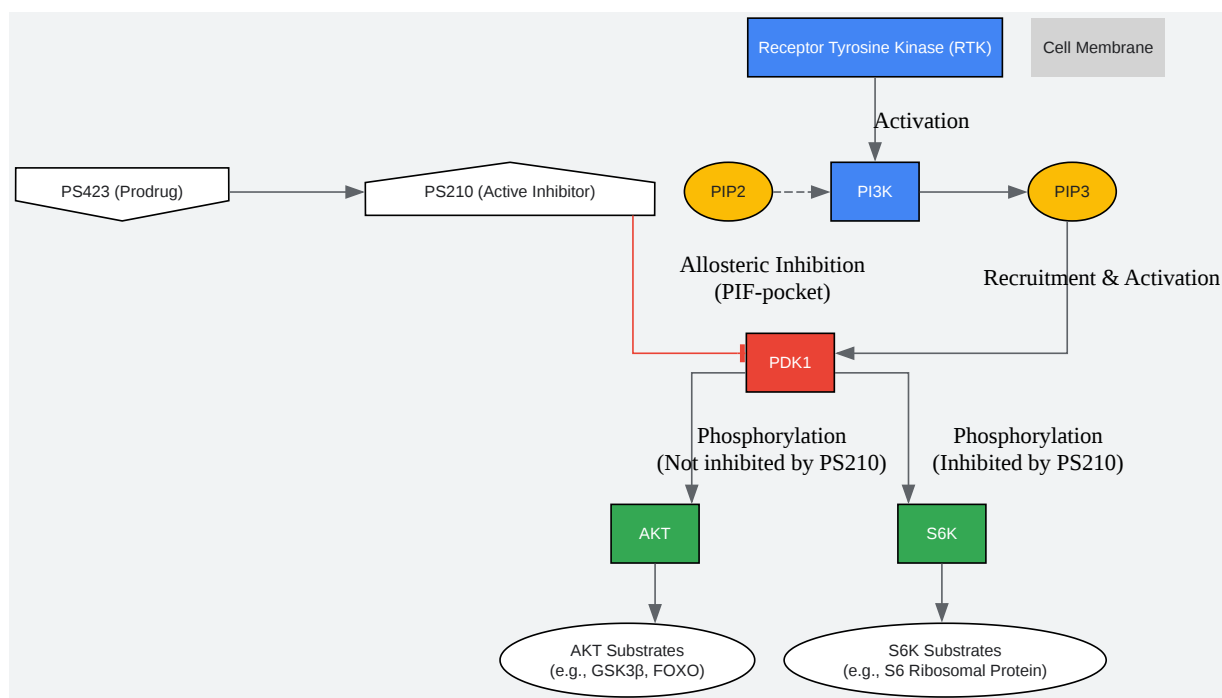 Receptor Tyrosine Kinase (RTK)
Cell Membrane
Activation
PS423 (Prodrug)
PS210 (Active Inhibitor)
PIP2
PI3K
PIP3
Allosteric Inhibition
(PIF-pocket)
Recruitment & Activation
PDK1
Phosphorylation
(Not inhibited by PS210)
Phosphorylation
(Inhibited by PS210)
AKT
S6K
AKT Substrates
(e.g., GSK3β, FOXO)
S6K Substrates
(e.g., S6 Ribosomal Protein)